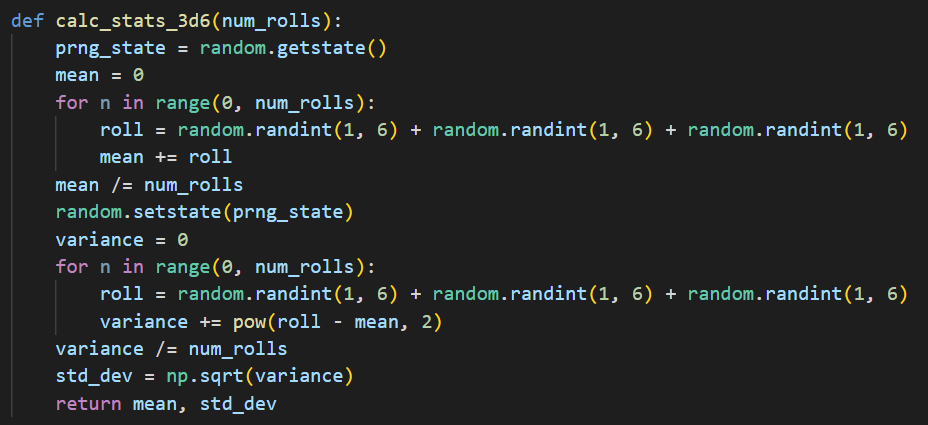 def calc_stats_3d6(num_rolls):
    prng_state = random.getstate()
    mean = 0
    for n in range(0, num_rolls):
        roll = random.randint(1, 6) + random.randint(1, 6) + random.randint(1, 6)
        mean += roll
    mean /= num_rolls
    random.setstate(prng_state)
    variance = 0
    for n in range(0, num_rolls):
        roll = random.randint(1, 6) + random.randint(1, 6) + random.randint(1, 6)
        variance += pow(roll - mean, 2)
    variance /= num_rolls
    std_dev = np.sqrt(variance)
    return mean, std_dev